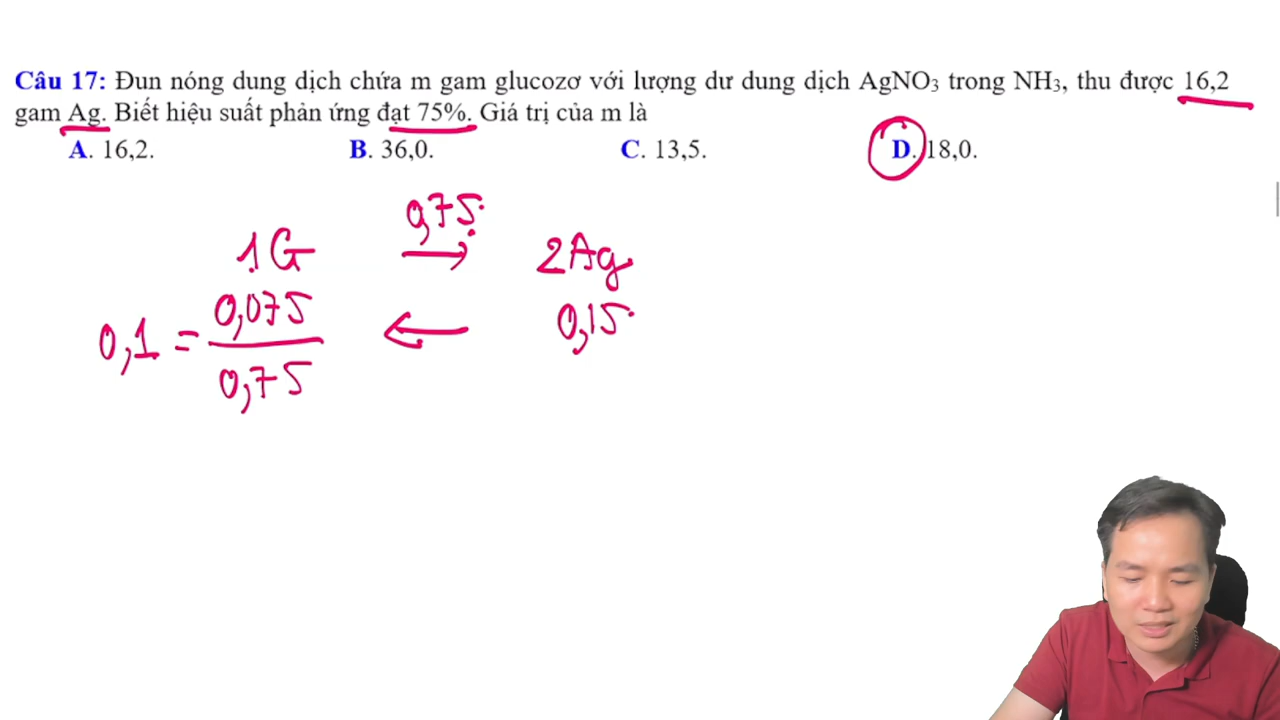 Câu 17: Đun nóng dung dịch chứa m gam glucozơ với lượng dư dung dịch AgNO₃ trong NH₃, thu được 16,2
gam Ag. Biết hiệu suất phản ứng đạt 75%. Giá trị của m là
A. 16,2. B. 36,0. C. 13,5. D. 18,0.
0,75
1G → 2Ag
0,075 ← 0,15
0,1 =
0,75